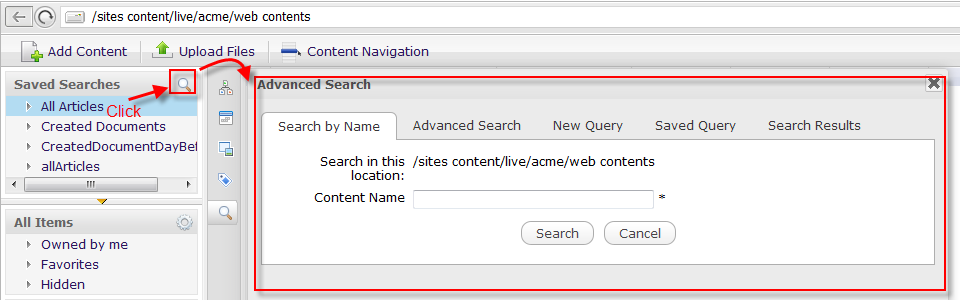 /sites content/live/acme/web contents
Add Content Upload Files Content Navigation
Saved Searches
Click
All Articles
Created Documents
CreatedDocumentDayBef
allArticles
All Items
Owned by me
Favorites
Hidden
Advanced Search
Search by Name Advanced Search New Query Saved Query Search Results
Search in this location: /sites content/live/acme/web contents
Content Name *
Search Cancel